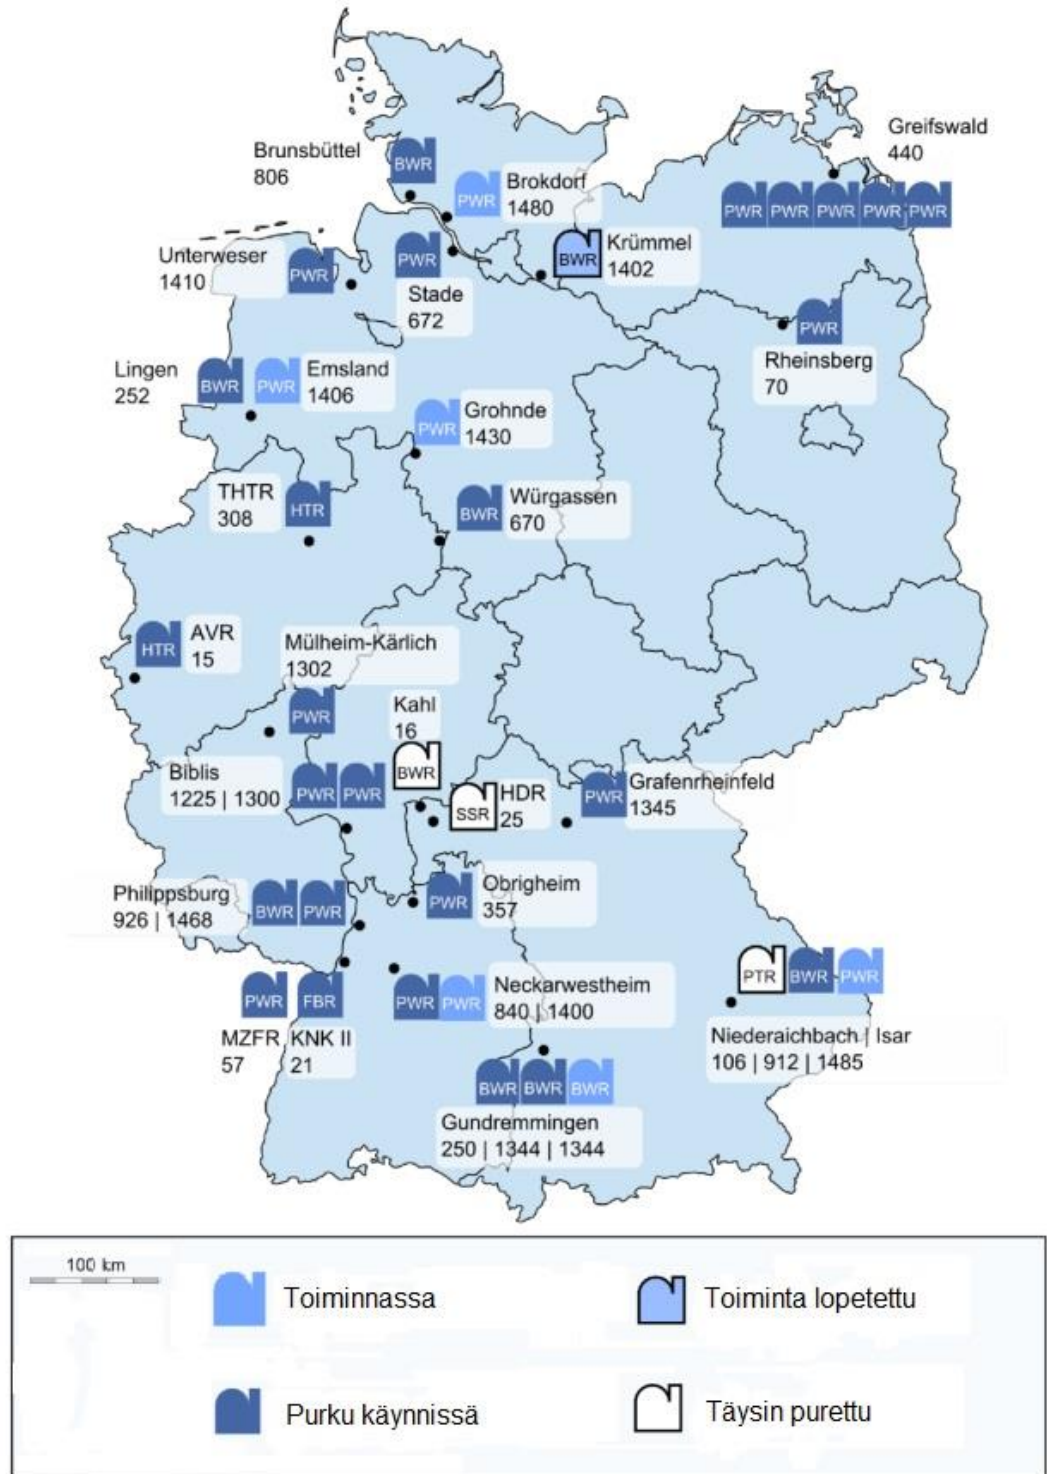 Greifswald
440
PWR PWR PWR PWR PWR
Brunsbüttel
806
BWR
PWR
Brokdorf
1480
Unterweser
1410
PWR
PWR
Stade
672
BWR
Krümmel
1402
PWR
Rheinsberg
70
Lingen
252
BWR
PWR
Emsland
1406
PWR
Grohnde
1430
THTR
308
HTR
BWR
Würgassen
670
HTR
AVR
15
Mülheim-Kärlich
1302
PWR
Kahl
16
BWR
Biblis
1225 | 1300
PWR PWR
SSR
HDR
25
PWR
Grafenrheinfeld
1345
Philippsburg
926 | 1468
BWR PWR
PWR
Obrigheim
357
PWR
MZFR
57
FBR
KNK II
21
PWR PWR
Neckarwestheim
840 | 1400
PTR BWR PWR
Niederaichbach | Isar
106 | 912 | 1485
BWR BWR BWR
Gundremmingen
250 | 1344 | 1344
100 km
Toiminnassa
Toiminta lopetettu
Purku käynnissä
Täysin purettu